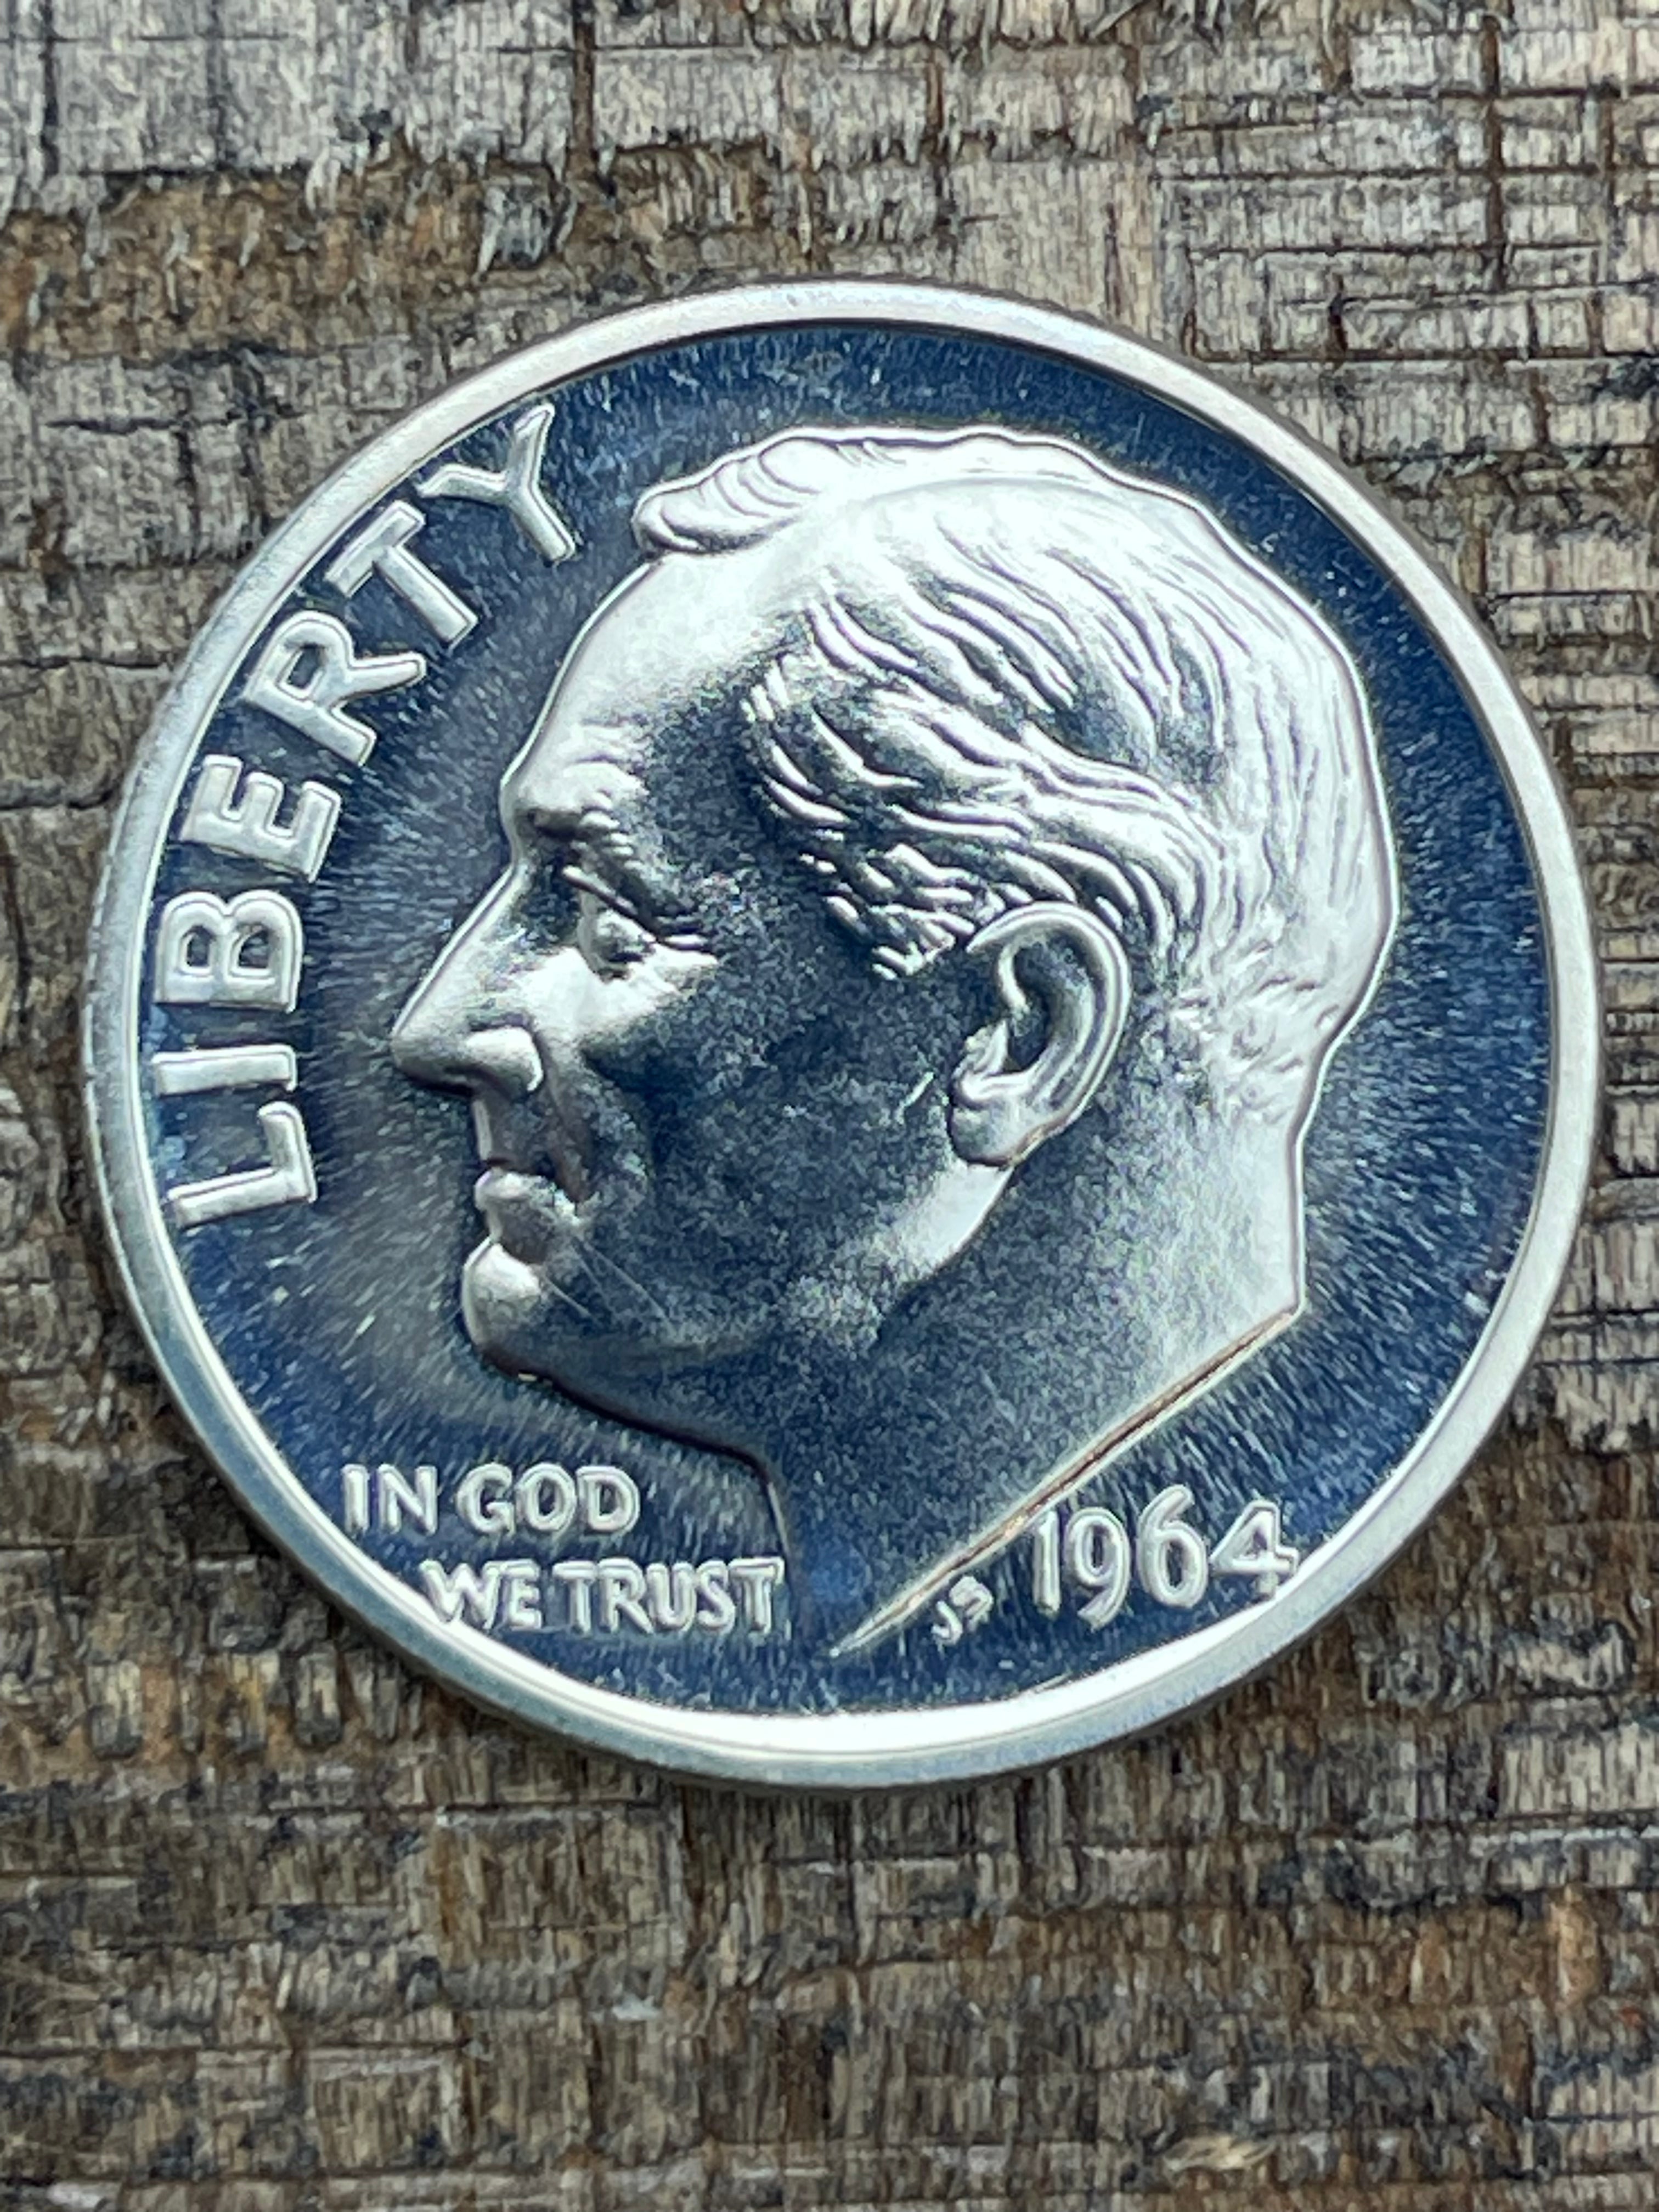 LIBERTY
IN GOD
WE TRUST
JS 1964